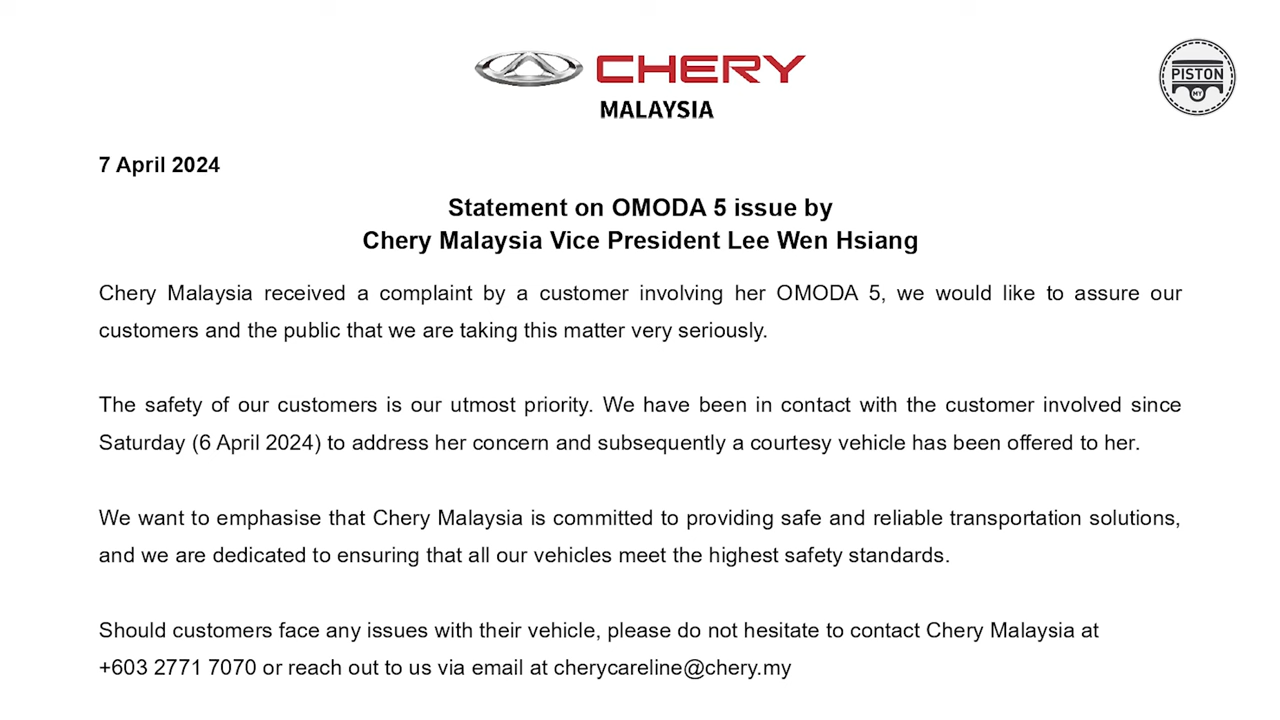 CHERY
MALAYSIA
PISTON
MY
7 April 2024
Statement on OMODA 5 issue by
Chery Malaysia Vice President Lee Wen Hsiang
Chery Malaysia received a complaint by a customer involving her OMODA 5, we would like to assure our
customers and the public that we are taking this matter very seriously.
The safety of our customers is our utmost priority. We have been in contact with the customer involved since
Saturday (6 April 2024) to address her concern and subsequently a courtesy vehicle has been offered to her.
We want to emphasise that Chery Malaysia is committed to providing safe and reliable transportation solutions,
and we are dedicated to ensuring that all our vehicles meet the highest safety standards.
Should customers face any issues with their vehicle, please do not hesitate to contact Chery Malaysia at
+603 2771 7070 or reach out to us via email at cherycareline@chery.my